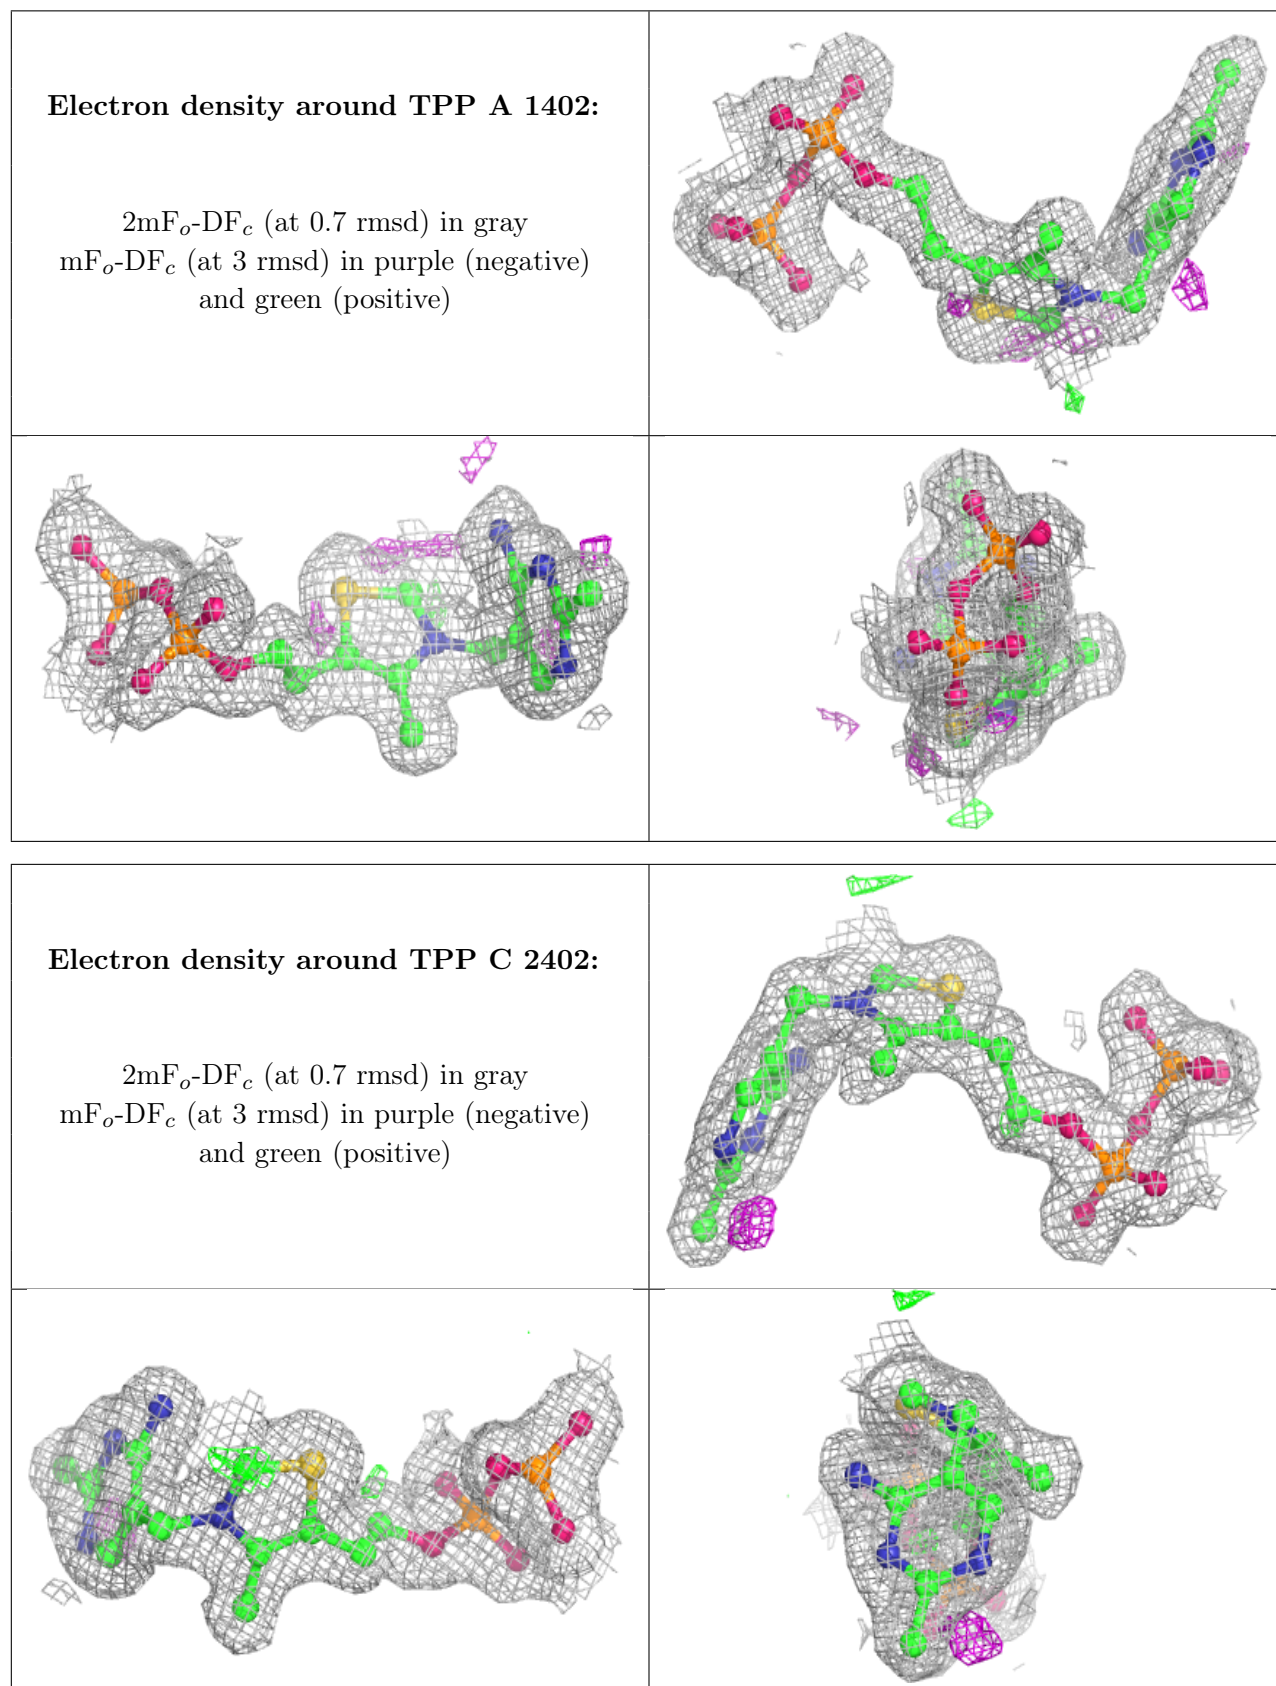 Electron density around TPP A 1402:
2mFₒ-DF𝒸 (at 0.7 rmsd) in gray
mFₒ-DF𝒸 (at 3 rmsd) in purple (negative)
and green (positive)
Electron density around TPP C 2402:
2mFₒ-DF𝒸 (at 0.7 rmsd) in gray
mFₒ-DF𝒸 (at 3 rmsd) in purple (negative)
and green (positive)